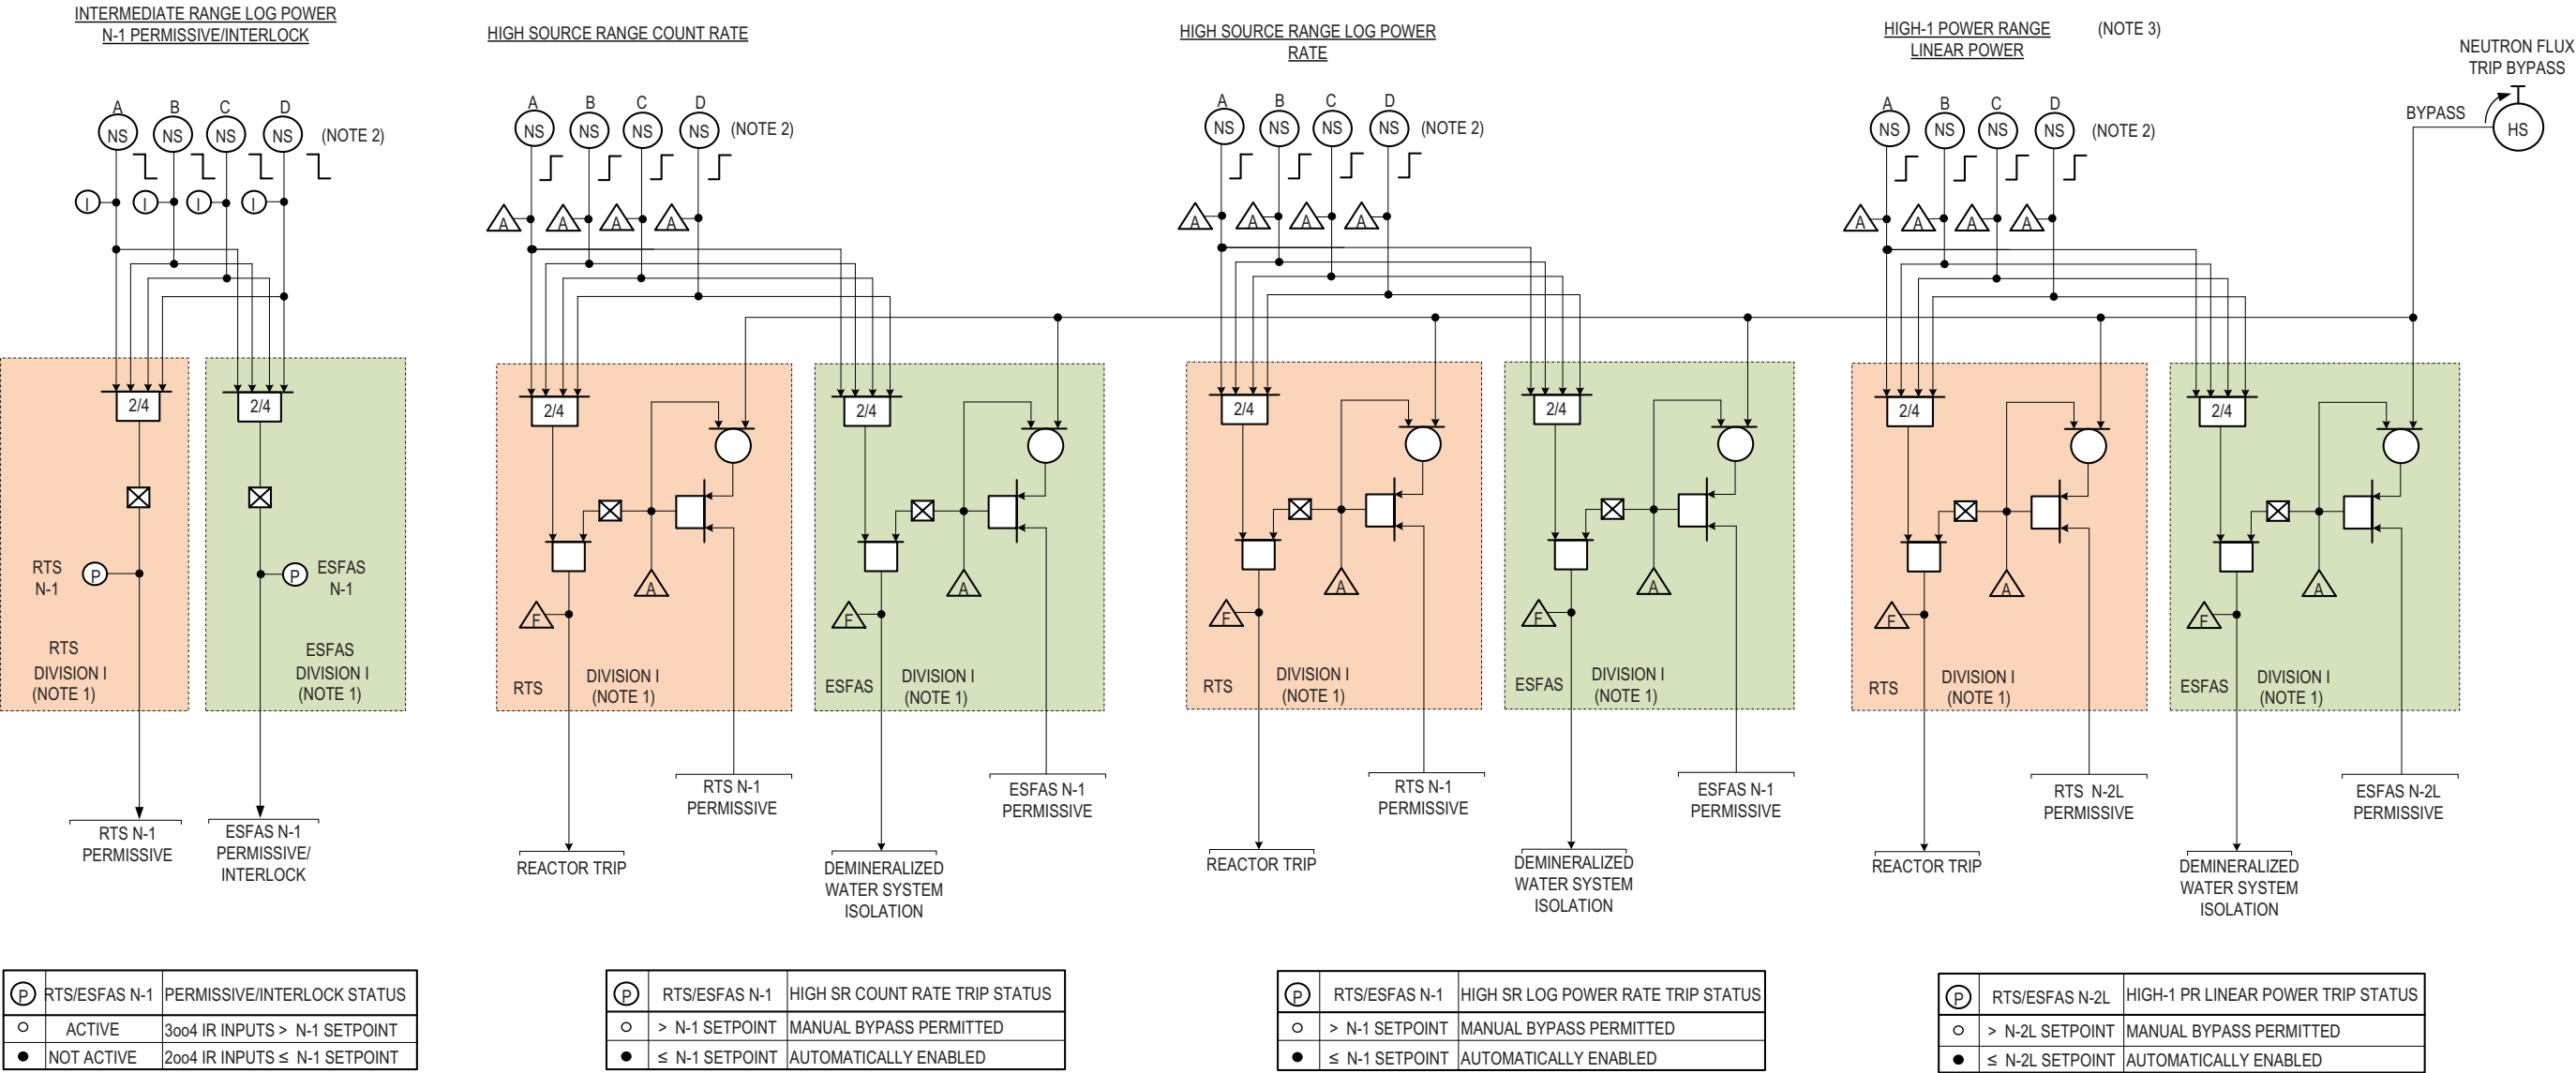 INTERMEDIATE RANGE LOG POWER
N-1 PERMISSIVE/INTERLOCK
A B C D
NS NS NS NS (NOTE 2)
I I I I
2/4 2/4
RTS
N-1
P P
ESFAS
N-1
RTS
DIVISION I
(NOTE 1)
ESFAS
DIVISION I
(NOTE 1)
RTS N-1
PERMISSIVE
ESFAS N-1
PERMISSIVE/
INTERLOCK
HIGH SOURCE RANGE COUNT RATE
A B C D
NS NS NS NS (NOTE 2)
A A A A
2/4 2/4
A A
F F
RTS
DIVISION I
(NOTE 1)
ESFAS
DIVISION I
(NOTE 1)
RTS N-1
PERMISSIVE
ESFAS N-1
PERMISSIVE
REACTOR TRIP
DEMINERALIZED
WATER SYSTEM
ISOLATION
HIGH SOURCE RANGE LOG POWER
RATE
A B C D
NS NS NS NS (NOTE 2)
A A A A
2/4 2/4
A A
F F
RTS
DIVISION I
(NOTE 1)
ESFAS
DIVISION I
(NOTE 1)
RTS N-1
PERMISSIVE
ESFAS N-1
PERMISSIVE
REACTOR TRIP
DEMINERALIZED
WATER SYSTEM
ISOLATION
HIGH-1 POWER RANGE (NOTE 3)
LINEAR POWER
A B C D
NS NS NS NS (NOTE 2)
A A A A
NEUTRON FLUX
TRIP BYPASS
BYPASS
HS
2/4 2/4
A A
F F
RTS
DIVISION I
(NOTE 1)
ESFAS
DIVISION I
(NOTE 1)
RTS N-2L
PERMISSIVE
ESFAS N-2L
PERMISSIVE
REACTOR TRIP
DEMINERALIZED
WATER SYSTEM
ISOLATION
P RTS/ESFAS N-1 PERMISSIVE/INTERLOCK STATUS
ACTIVE 3oo4 IR INPUTS > N-1 SETPOINT
NOT ACTIVE 2oo4 IR INPUTS ≤ N-1 SETPOINT
P RTS/ESFAS N-1 HIGH SR COUNT RATE TRIP STATUS
> N-1 SETPOINT MANUAL BYPASS PERMITTED
≤ N-1 SETPOINT AUTOMATICALLY ENABLED
P RTS/ESFAS N-1 HIGH SR LOG POWER RATE TRIP STATUS
> N-1 SETPOINT MANUAL BYPASS PERMITTED
≤ N-1 SETPOINT AUTOMATICALLY ENABLED
P RTS/ESFAS N-2L HIGH-1 PR LINEAR POWER TRIP STATUS
> N-2L SETPOINT MANUAL BYPASS PERMITTED
≤ N-2L SETPOINT AUTOMATICALLY ENABLED